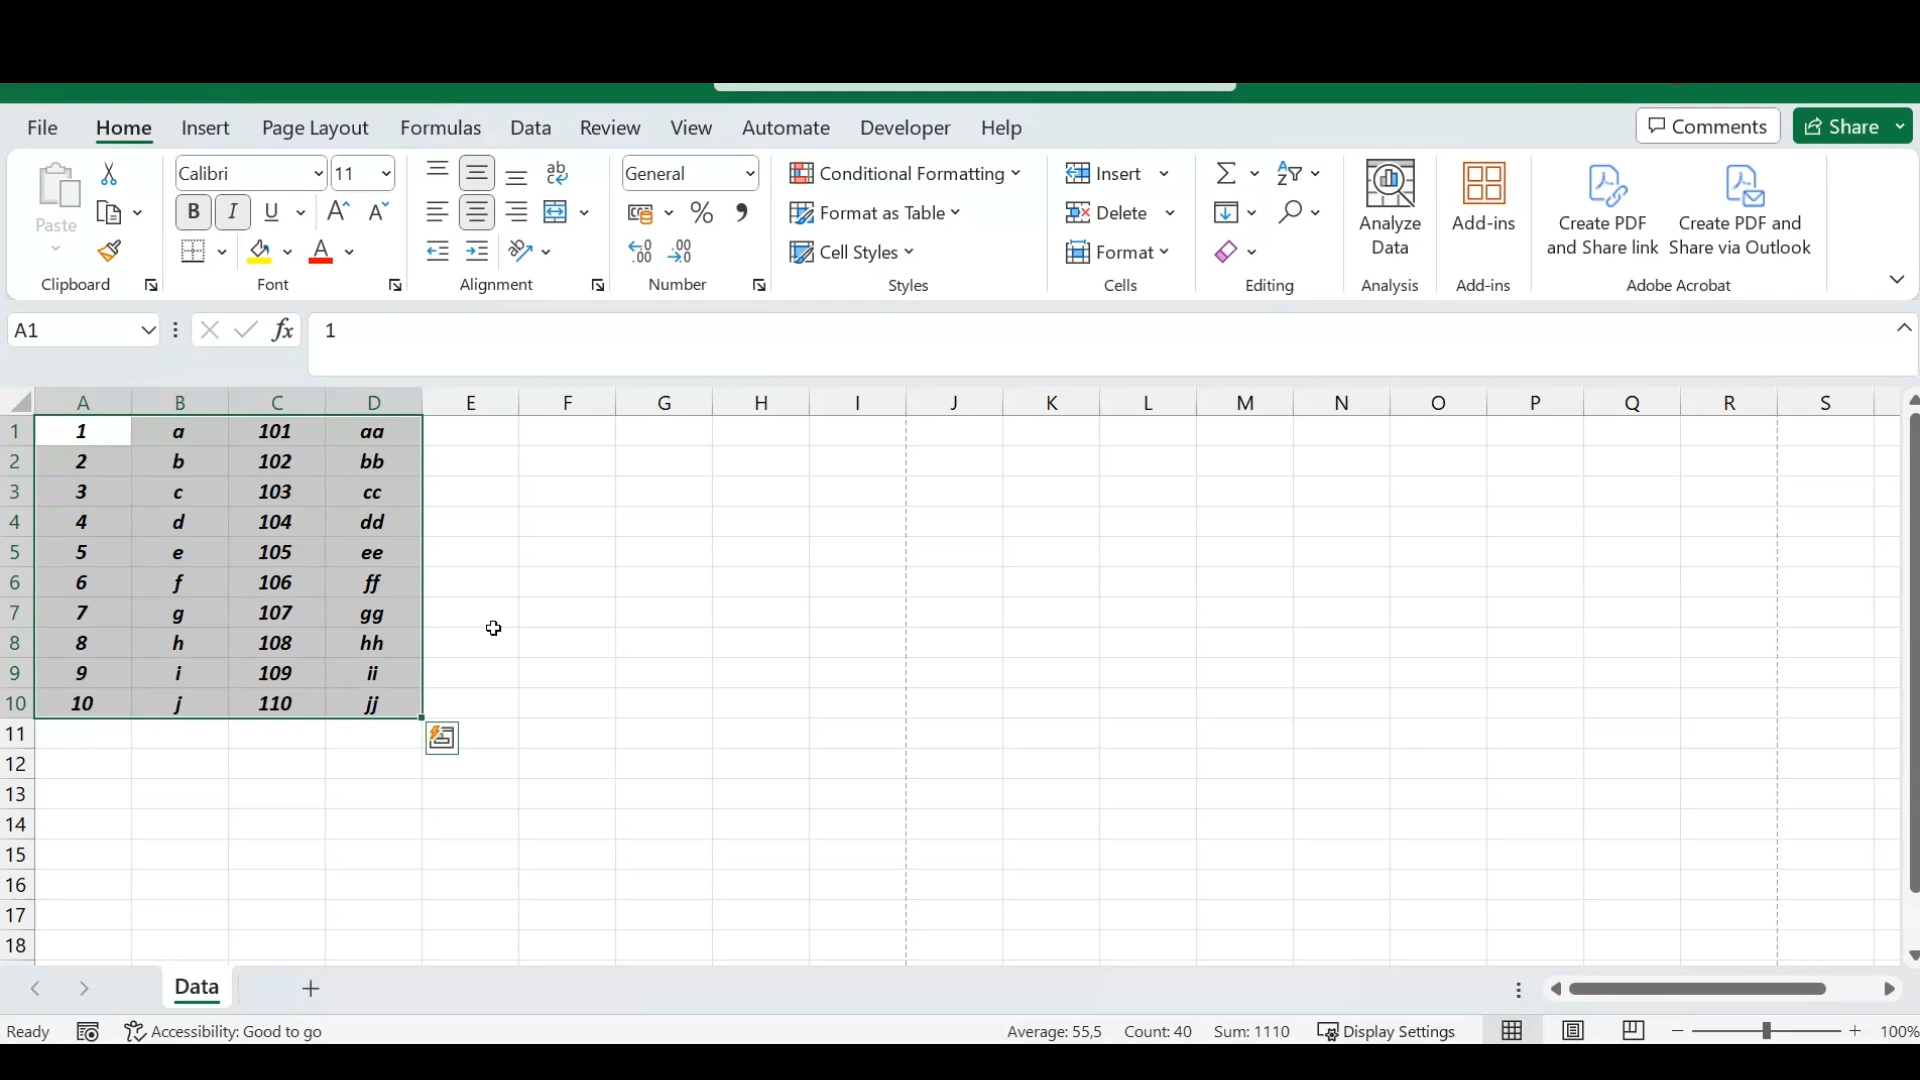 File Home Insert Page Layout Formulas Data Review View Automate Developer Help Comments Share
Paste
Clipboard
Calibri 11
B I U A A
A
Font
ab
Alignment
General
% 9
Number
Conditional Formatting
Format as Table
Cell Styles
Styles
Insert
Delete
Format
Cells
Editing
Analyze
Data
Analysis
Add-ins
Add-ins
Create PDF
and Share link
Create PDF and
Share via Outlook
Adobe Acrobat
A1 fx 1
A B C D E F G H I J K L M N O P Q R S
1 1 a 101 aa
2 2 b 102 bb
3 3 c 103 cc
4 4 d 104 dd
5 5 e 105 ee
6 6 f 106 ff
7 7 g 107 gg
8 8 h 108 hh
9 9 i 109 ii
10 10 j 110 jj
11
12
13
14
15
16
17
18
Data
Ready Accessibility: Good to go Average: 55,5 Count: 40 Sum: 1110 Display Settings 100%